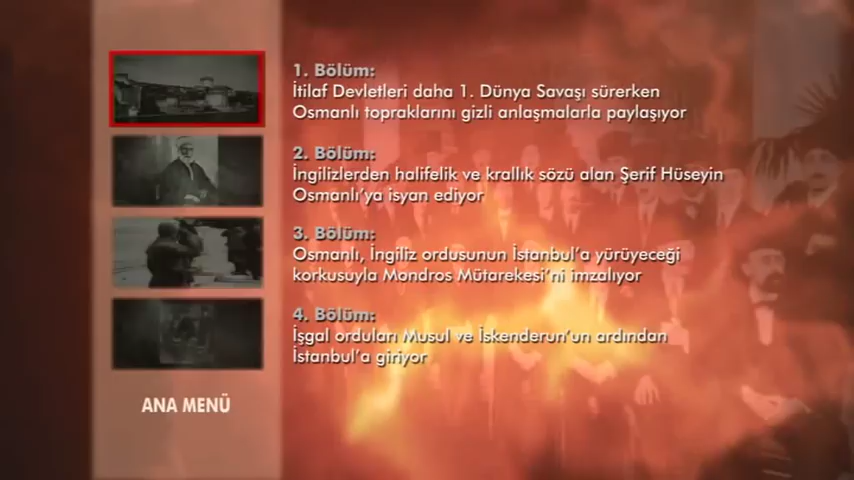 1. Bölüm:
İtilaf Devletleri daha 1. Dünya Savaşı sürerken
Osmanlı topraklarını gizli anlaşmalarla paylaşıyor
2. Bölüm:
İngilizlerden halifelik ve krallık sözü alan Şerif Hüseyin
Osmanlı'ya isyan ediyor
3. Bölüm:
Osmanlı, İngiliz ordusunun İstanbul'a yürüyeceği
korkusuyla Mondros Mütarekesi'ni imzalıyor
4. Bölüm:
İşgal orduları Musul ve İskenderun'un ardından
İstanbul'a giriyor
ANA MENÜ